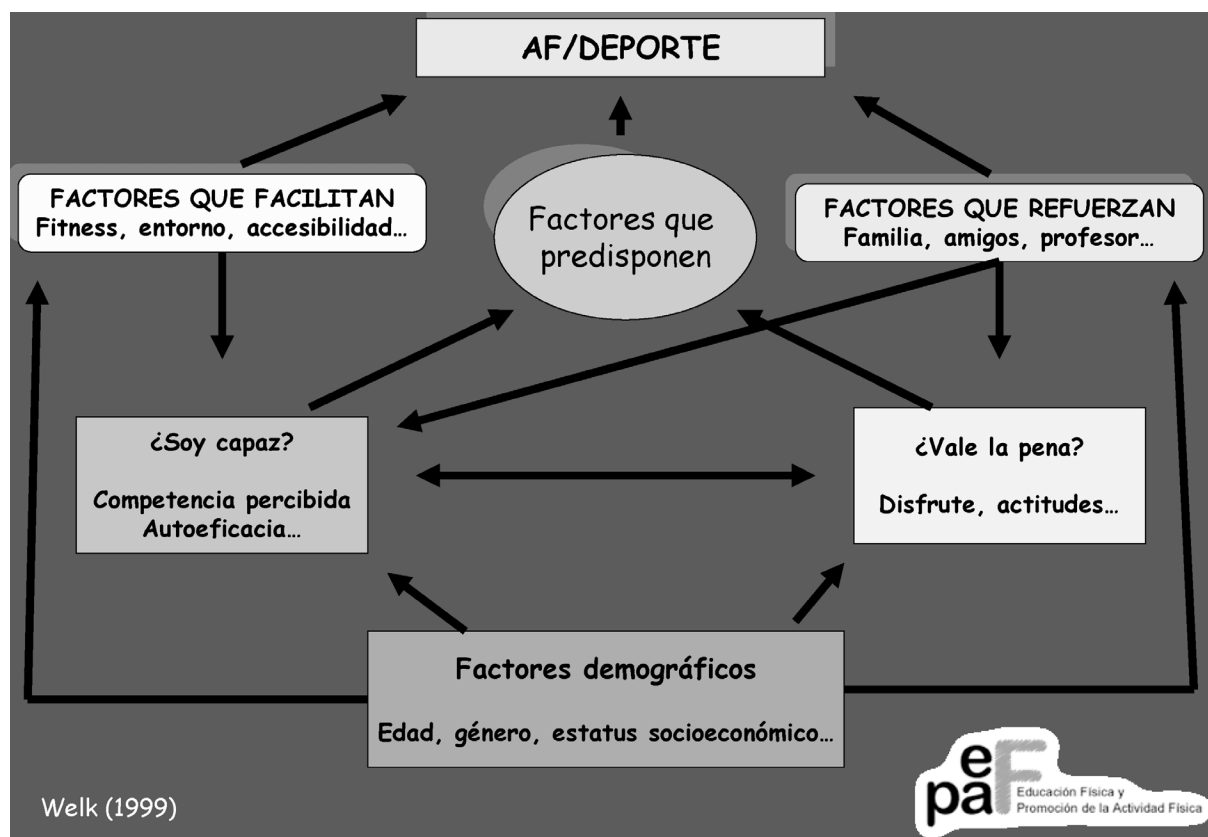 AF/DEPORTE
FACTORES QUE FACILITAN
Fitness, entorno, accesibilidad...
Factores que
predisponen
FACTORES QUE REFUERZAN
Familia, amigos, profesor...
¿Soy capaz?
Competencia percibida
Autoeficacia...
¿Vale la pena?
Disfrute, actitudes...
Factores demográficos
Edad, género, estatus socioeconómico...
Welk (1999)
epaF
Educación Física y
Promoción de la Actividad Física